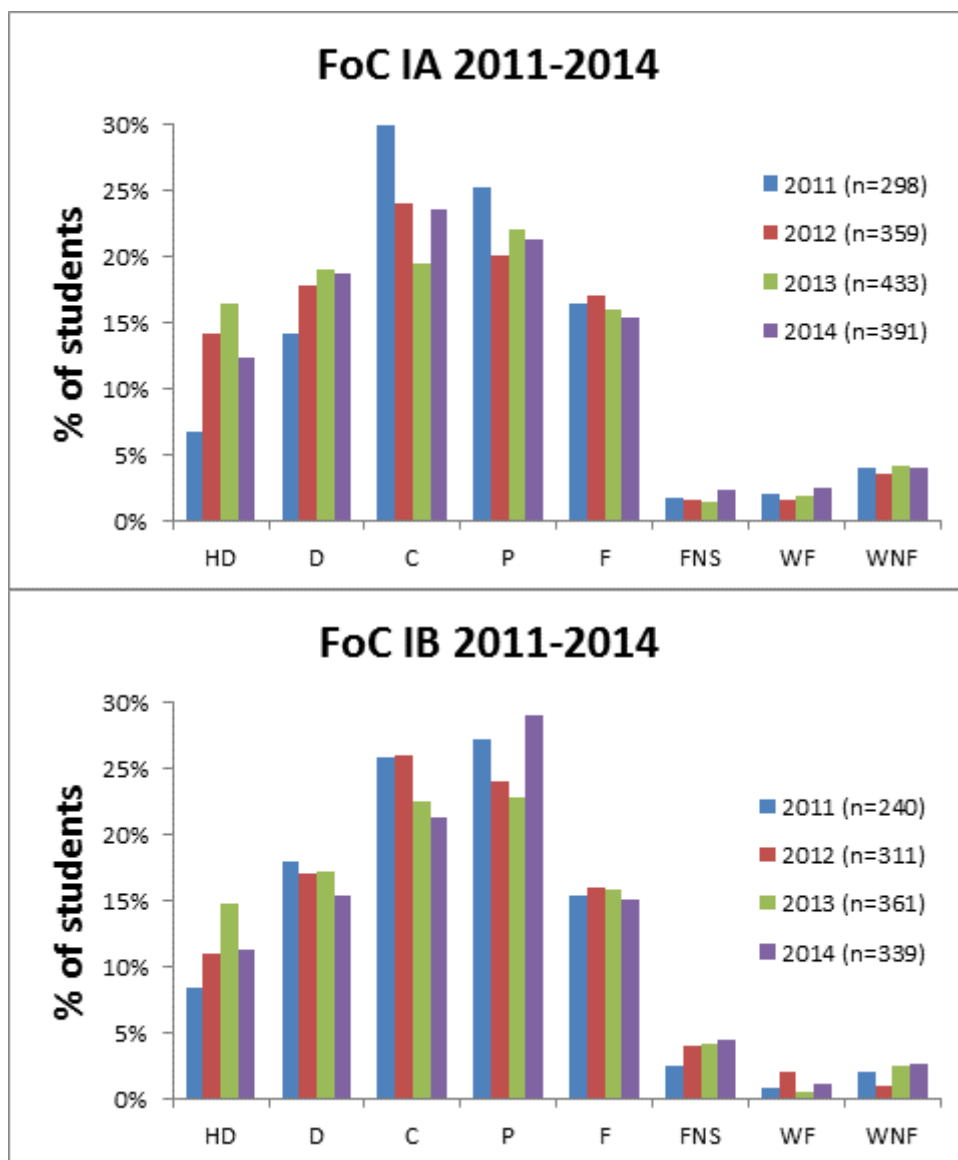 FoC IA 2011-2014
% of students
30%
25%
20%
15%
10%
5%
0%
2011 (n=298)
2012 (n=359)
2013 (n=433)
2014 (n=391)
HD D C P F FNS WF WNF
FoC IB 2011-2014
% of students
30%
25%
20%
15%
10%
5%
0%
2011 (n=240)
2012 (n=311)
2013 (n=361)
2014 (n=339)
HD D C P F FNS WF WNF